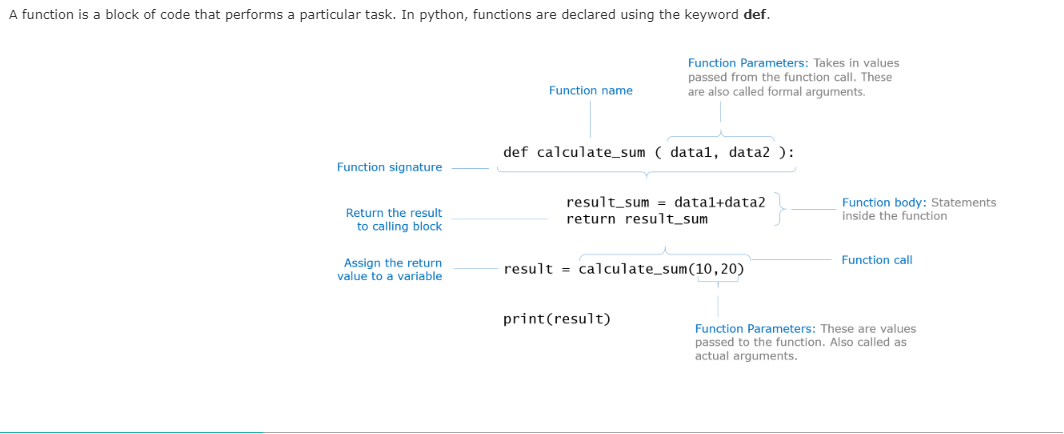 A function is a block of code that performs a particular task. In python, functions are declared using the keyword def.
Function Parameters: Takes in values
passed from the function call. These
are also called formal arguments.
Function name
def calculate_sum ( data1, data2 ):
Function signature
result_sum = data1+data2
return result_sum
Function body: Statements
inside the function
Return the result
to calling block
Assign the return
value to a variable
result = calculate_sum(10,20)
Function call
print(result)
Function Parameters: These are values
passed to the function. Also called as
actual arguments.